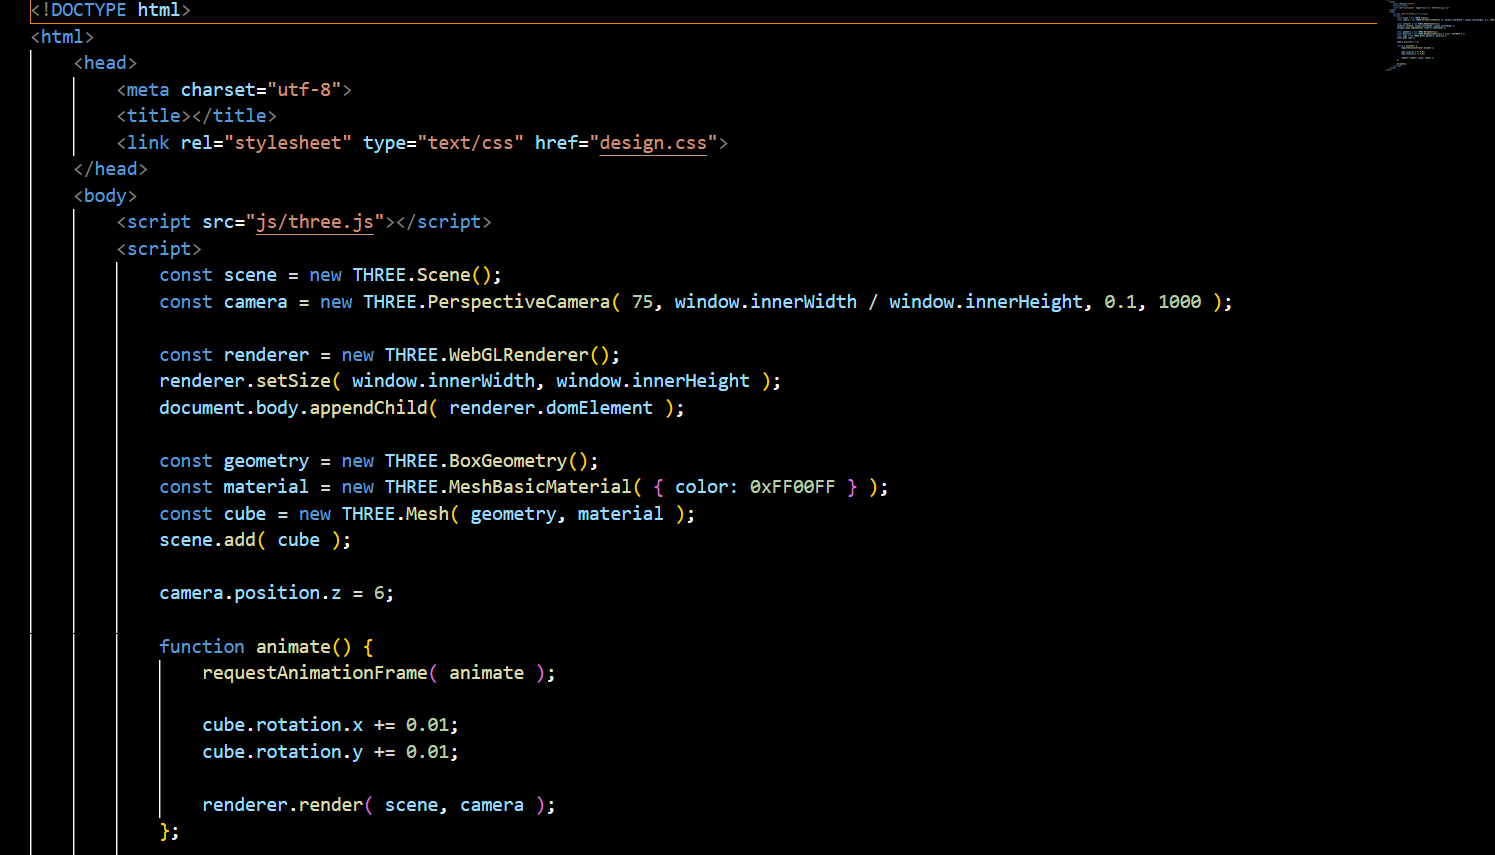 <!DOCTYPE html>
<html>
    <head>
        <meta charset="utf-8">
        <title></title>
        <link rel="stylesheet" type="text/css" href="design.css">
    </head>
    <body>
        <script src="js/three.js"></script>
        <script>
            const scene = new THREE.Scene();
            const camera = new THREE.PerspectiveCamera( 75, window.innerWidth / window.innerHeight, 0.1, 1000 );

            const renderer = new THREE.WebGLRenderer();
            renderer.setSize( window.innerWidth, window.innerHeight );
            document.body.appendChild( renderer.domElement );

            const geometry = new THREE.BoxGeometry();
            const material = new THREE.MeshBasicMaterial( { color: 0xFF00FF } );
            const cube = new THREE.Mesh( geometry, material );
            scene.add( cube );

            camera.position.z = 6;

            function animate() {
                requestAnimationFrame( animate );

                cube.rotation.x += 0.01;
                cube.rotation.y += 0.01;

                renderer.render( scene, camera );
            };